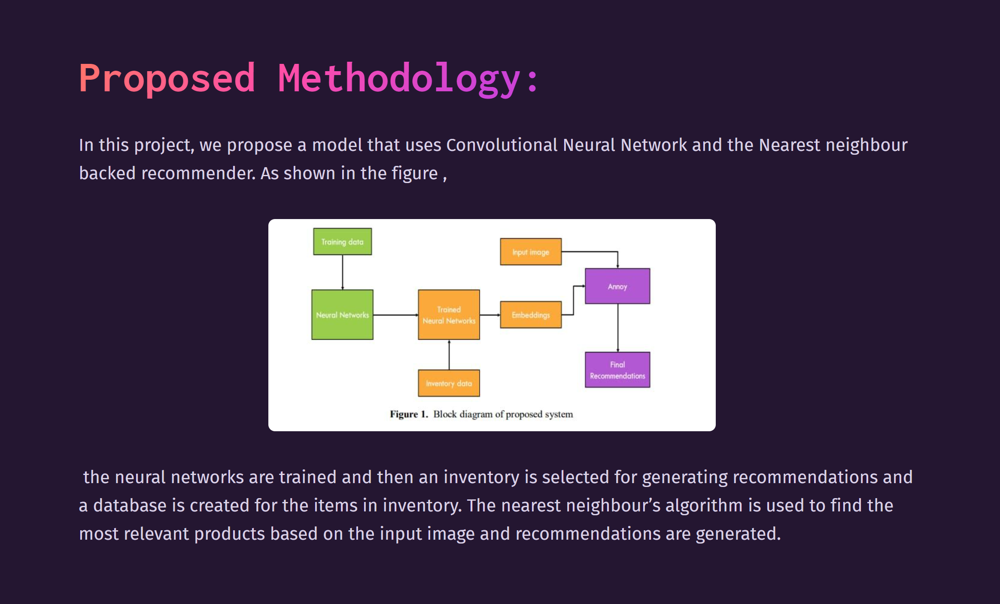 Proposed Methodology:
In this project, we propose a model that uses Convolutional Neural Network and the Nearest neighbour
backed recommender. As shown in the figure ,
Training data
Input image
Annoy
Neural Networks
Trained
Neural Networks
Embeddings
Final
Recommendations
Inventory data
Figure 1. Block diagram of proposed system
the neural networks are trained and then an inventory is selected for generating recommendations and
a database is created for the items in inventory. The nearest neighbour’s algorithm is used to find the
most relevant products based on the input image and recommendations are generated.